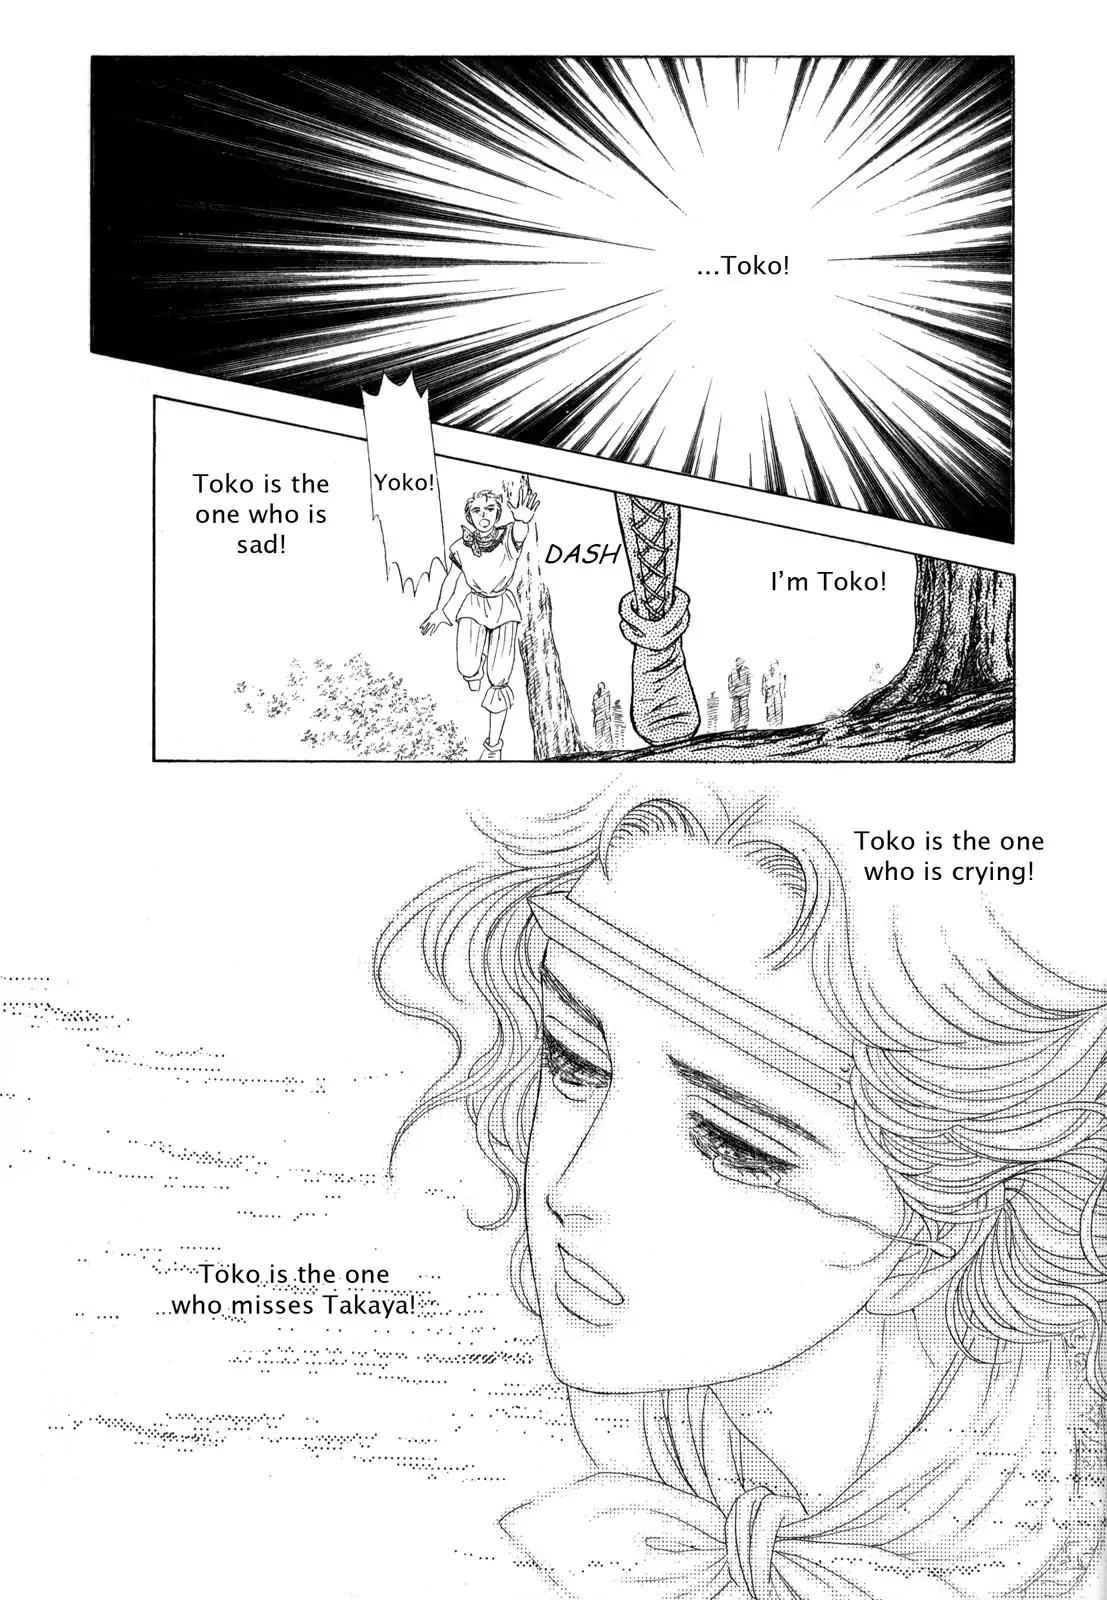 ...Toko!
I'm Toko!
DASH
Yoko!
Toko is the
one who is
sad!
Toko is the one
who is crying!
Toko is the one
who misses Takaya!